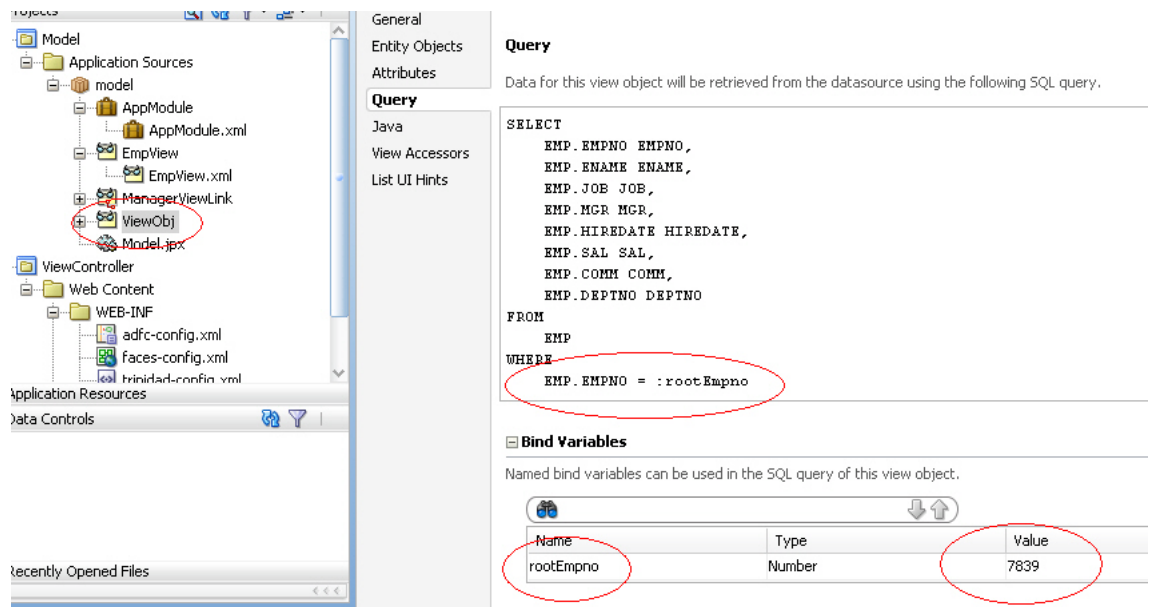 Projects
Model
Application Sources
model
AppModule
AppModule.xml
EmpView
EmpView.xml
ManagerViewLink
ViewObj
Model.jpx
ViewController
Web Content
WEB-INF
adfc-config.xml
faces-config.xml
trinidad-config.xml
Application Resources
Data Controls
Recently Opened Files
General
Entity Objects
Attributes
Query
Java
View Accessors
List UI Hints
Query
Data for this view object will be retrieved from the datasource using the following SQL query.
SELECT
EMP.EMPNO EMPNO,
EMP.ENAME ENAME,
EMP.JOB JOB,
EMP.MGR MGR,
EMP.HIREDATE HIREDATE,
EMP.SAL SAL,
EMP.COMM COMM,
EMP.DEPTNO DEPTNO
FROM
EMP
WHERE
EMP.EMPNO = :rootEmpno
Bind Variables
Named bind variables can be used in the SQL query of this view object.
Name Type Value
rootEmpno Number 7839